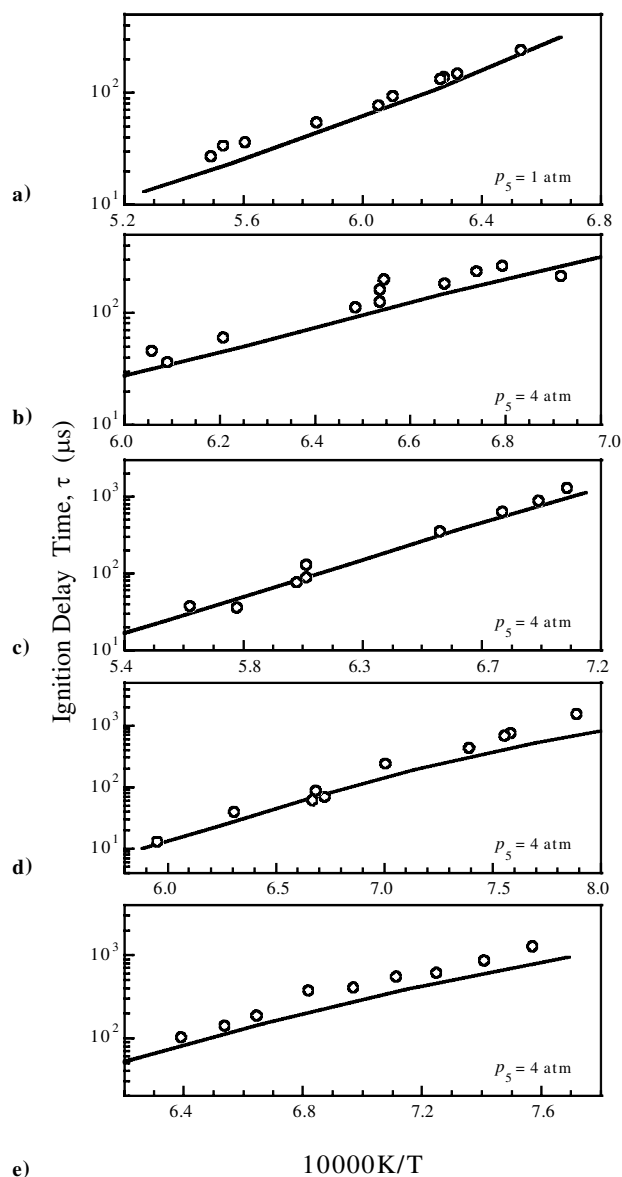 10²
10¹
a)
p₅ = 1 atm
5.2 5.6 6.0 6.4 6.8
10²
10¹
b)
p₅ = 4 atm
6.0 6.2 6.4 6.6 6.8 7.0
10³
10²
10¹
c)
p₅ = 4 atm
5.4 5.8 6.3 6.7 7.2
Ignition Delay Time, τ (μs)
10³
10²
10¹
d)
p₅ = 4 atm
6.0 6.5 7.0 7.5 8.0
10³
10²
p₅ = 4 atm
6.4 6.8 7.2 7.6
e)
10000K/T